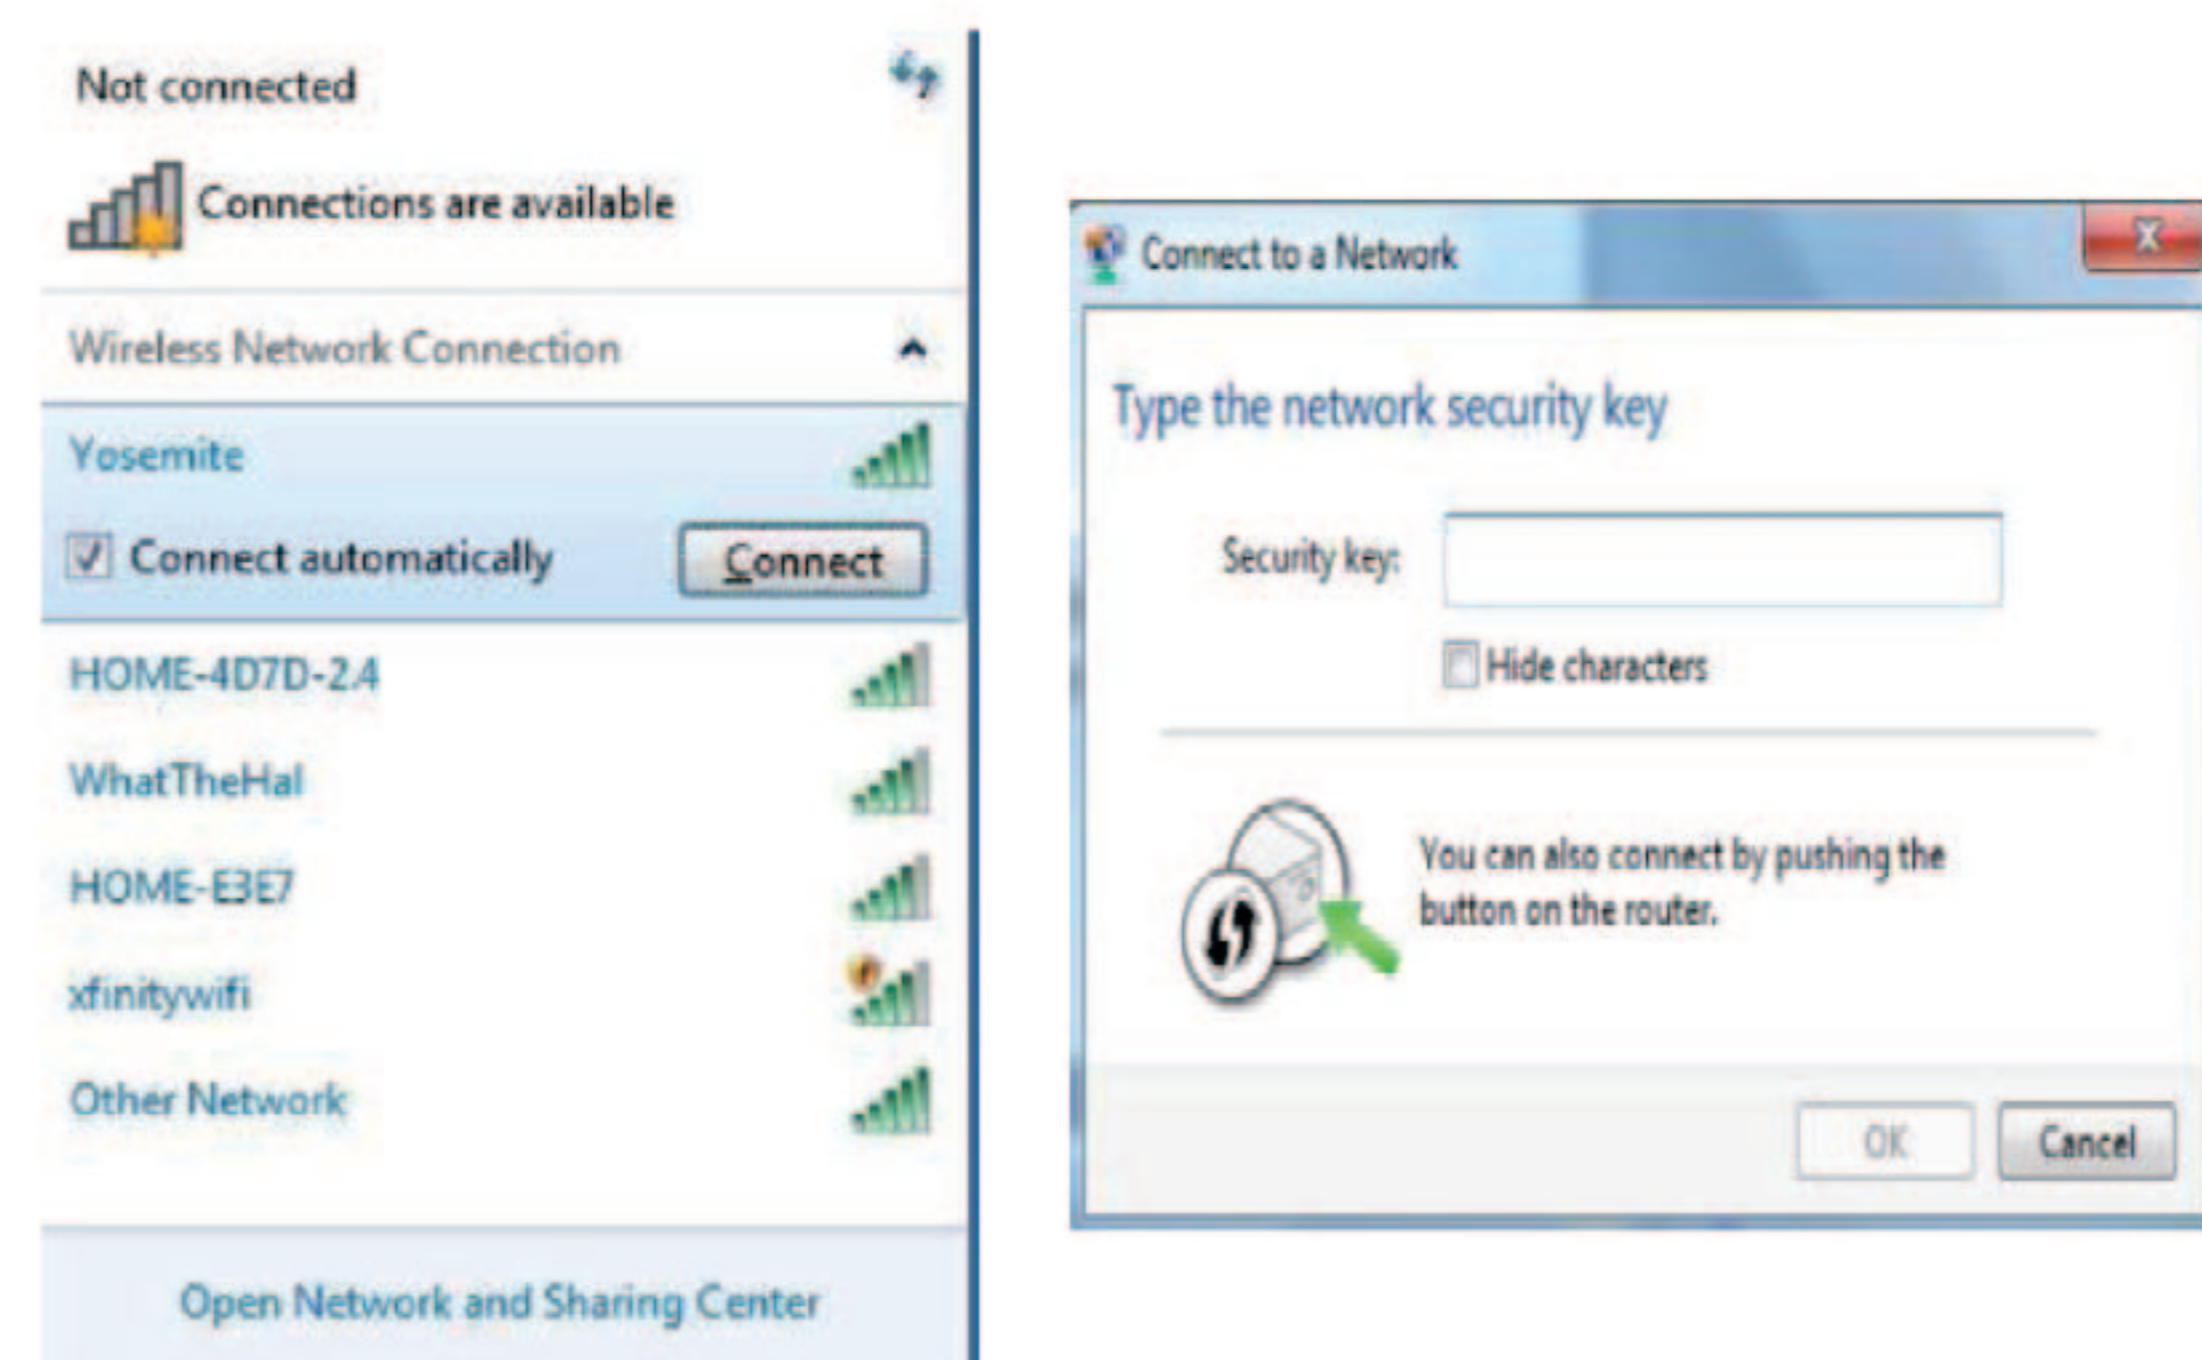 Not connected
Connections are available
Wireless Network Connection
Yosemite
Connect automatically
Connect
HOME-4D7D-2.4
WhatTheHal
HOME-E3E7
xfinitywifi
Other Network
Open Network and Sharing Center
Connect to a Network
Type the network security key
Security key:
Hide characters
You can also connect by pushing the
button on the router.
OK
Cancel